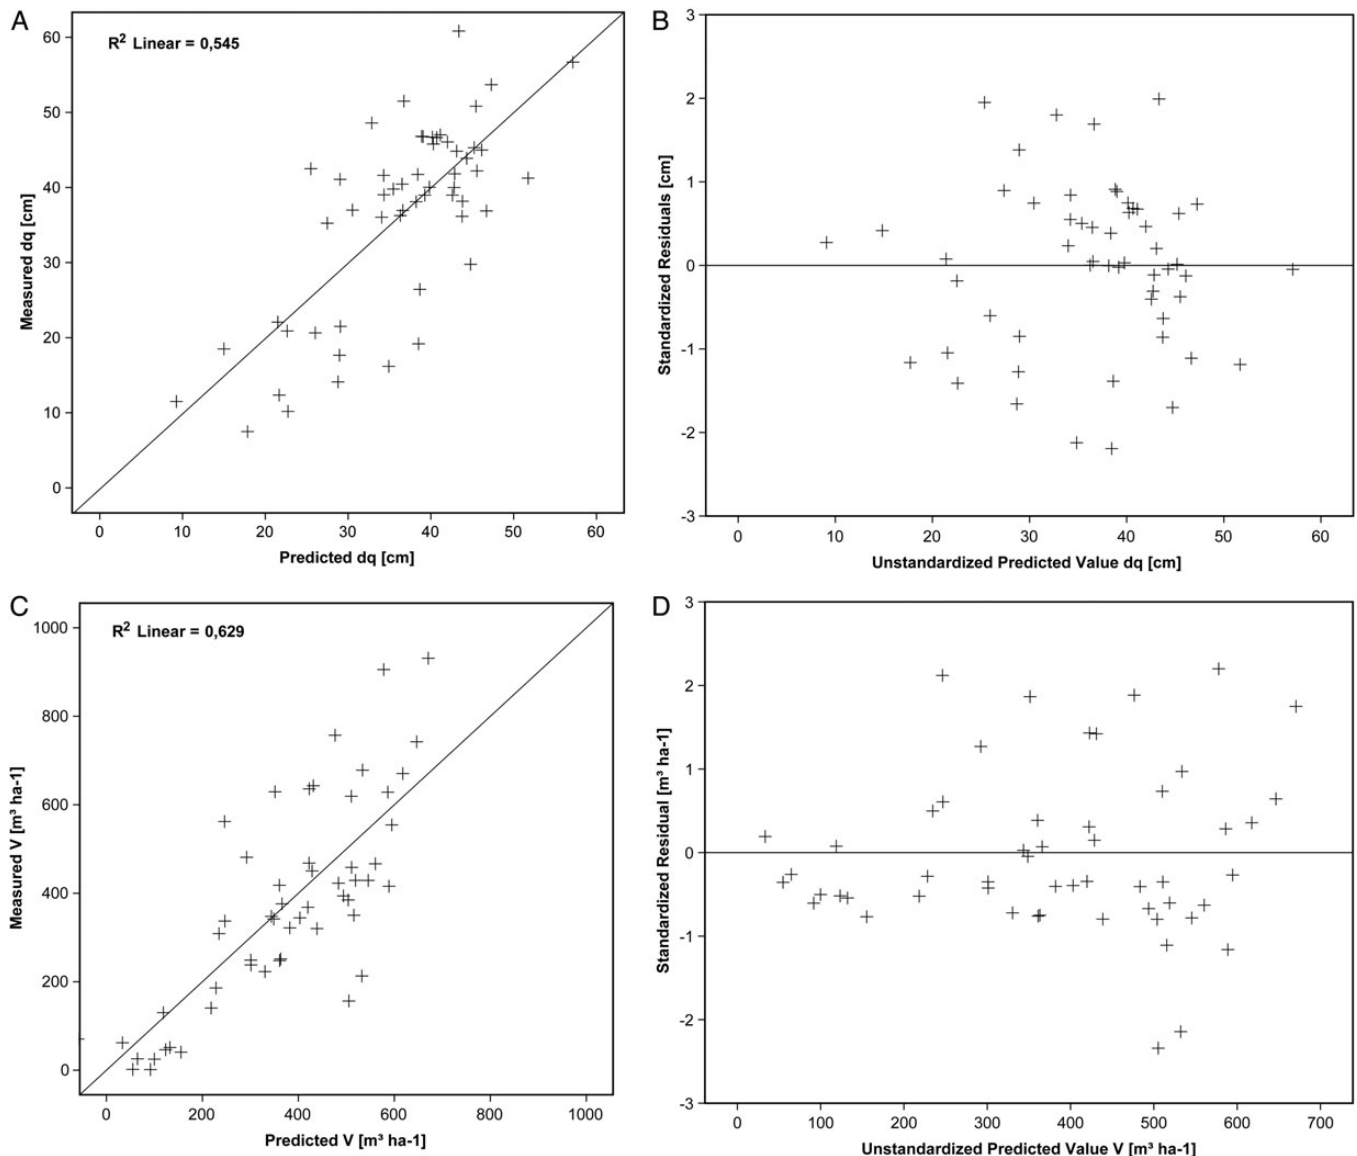 A
R² Linear = 0,545
60
50
40
30
20
10
0
Measured dq [cm]
0 10 20 30 40 50 60
Predicted dq [cm]
B
3
2
1
0
-1
-2
-3
Standardized Residuals [cm]
0 20 30 40 50 60
Unstandardized Predicted Value dq [cm]
C
R² Linear = 0,629
1000
800
600
400
200
0
Measured V [m³ ha-1]
0 200 400 600 800 1000
Predicted V [m³ ha-1]
D
3
2
1
0
-1
-2
-3
Standardized Residual [m³ ha-1]
0 100 200 300 400 500 600 700
Unstandardized Predicted Value V [m³ ha-1]